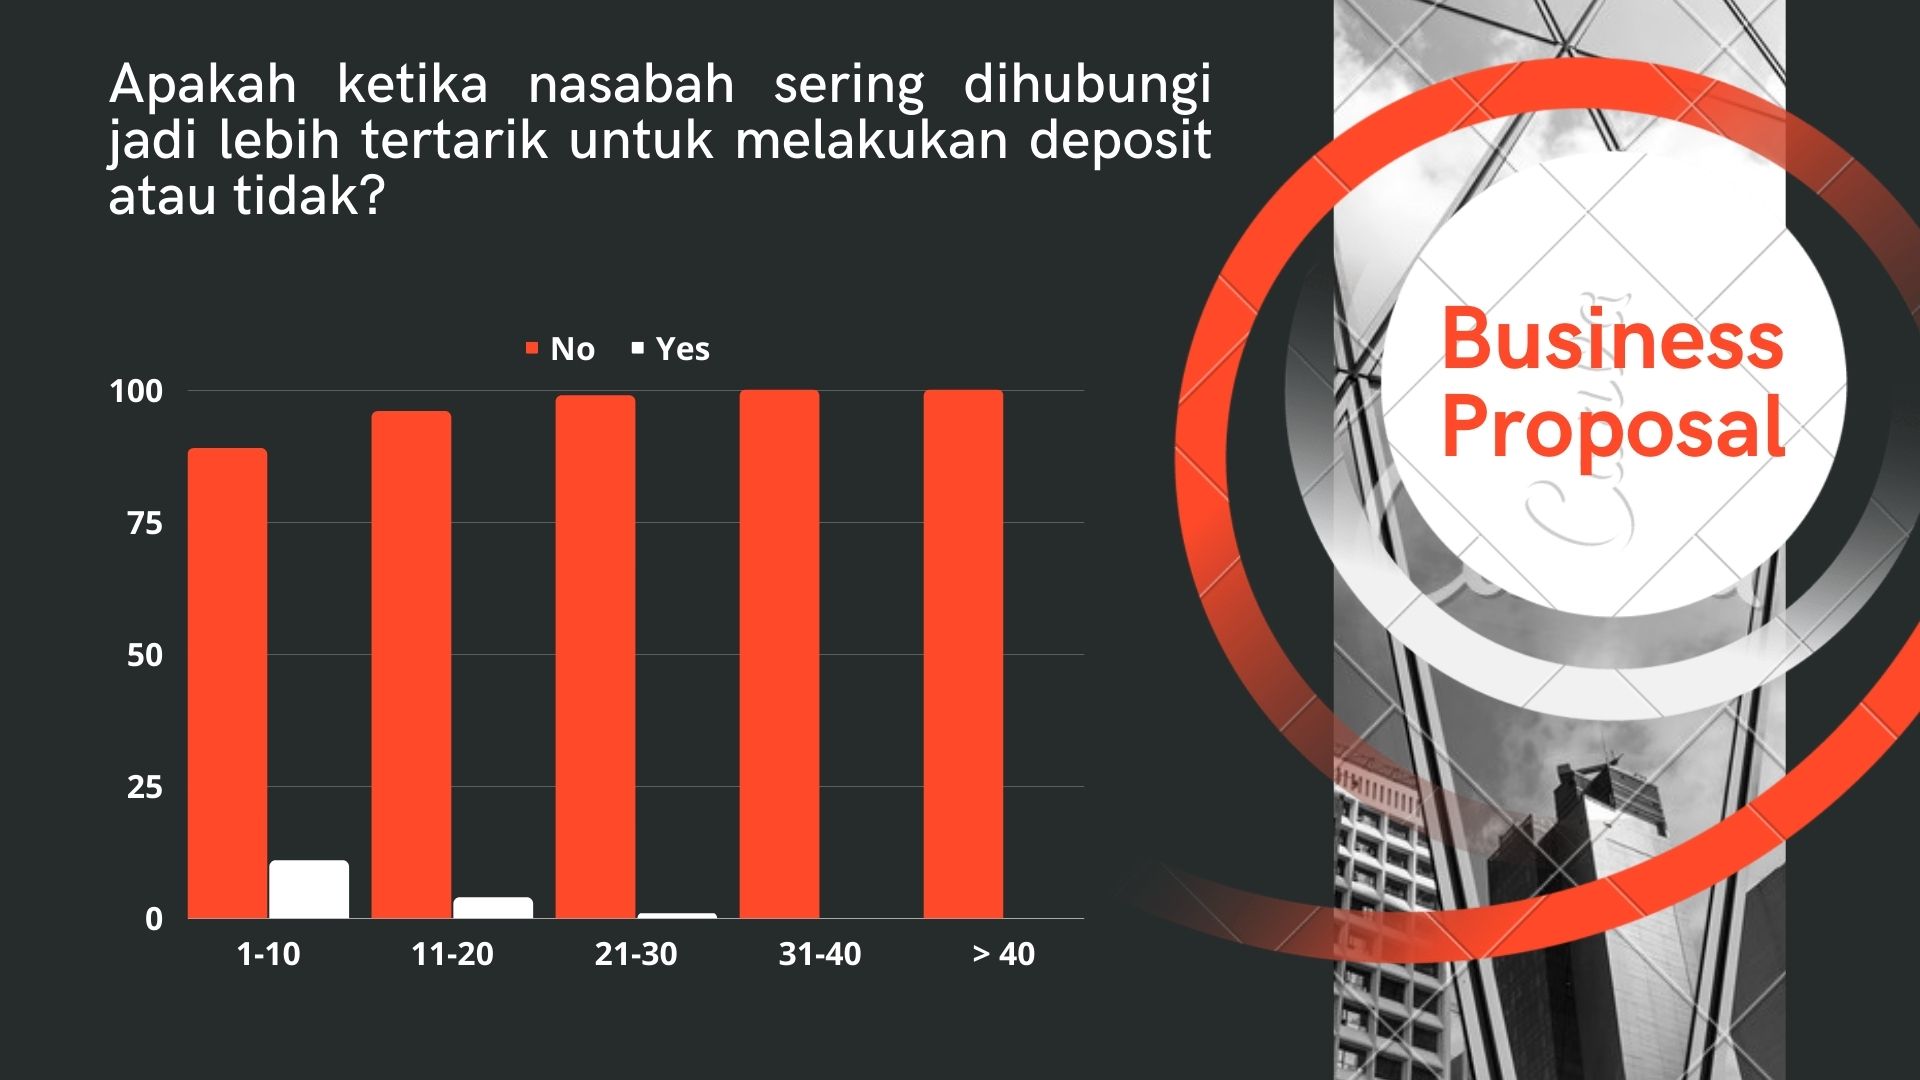 Apakah ketika nasabah sering dihubungi
jadi lebih tertarik untuk melakukan deposit
atau tidak?
No Yes
100
75
50
25
0
1-10 11-20 21-30 31-40 > 40
Business
Proposal
Canva